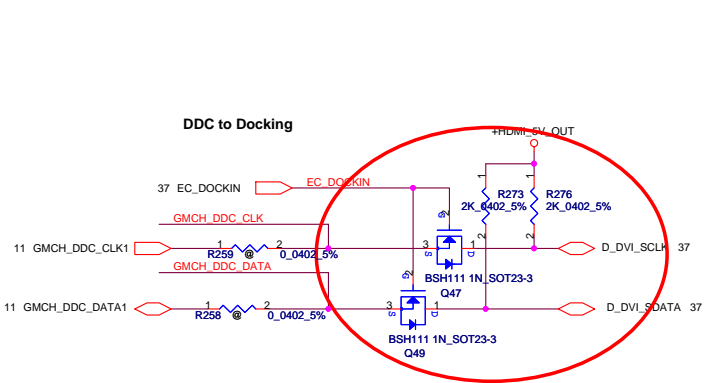 DDC to Docking
+HDMI_5V_OUT
37 EC_DOCKIN
EC_DOCKIN
1
1
R273
2K_0402_5%
R276
2K_0402_5%
GMCH_DDC_CLK
2
G
2
2
11 GMCH_DDC_CLK1
1
2
R259
@
0_0402_5%
3
S
1
D
D_DVI_SCLK 37
GMCH_DDC_DATA
2
G
BSH111 1N_SOT23-3
Q47
11 GMCH_DDC_DATA1
1
2
R258
@
0_0402_5%
3
S
1
D
D_DVI_SDATA 37
BSH111 1N_SOT23-3
Q49